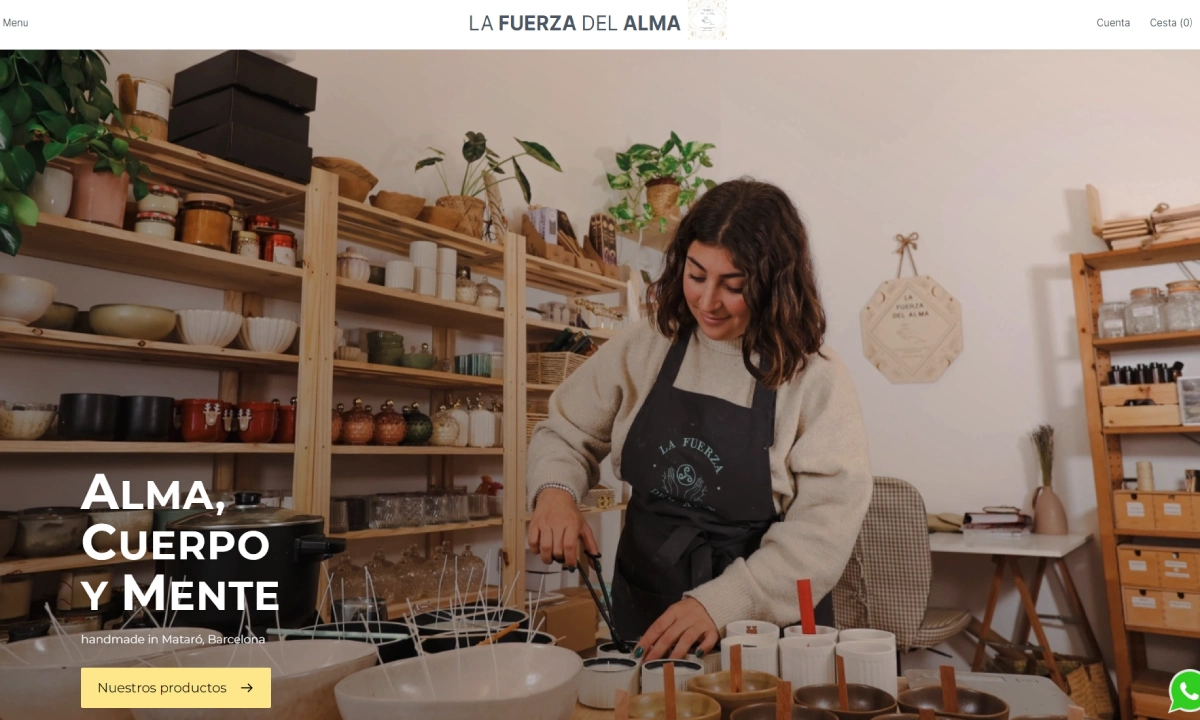 Menu
LA FUERZA DEL ALMA
Cuenta
Cesta (0)
LA
FUERZA
DEL ALMA
LA FUERZA
ALMA,
CUERPO
Y MENTE
handmade in Mataró, Barcelona
Nuestros productos →